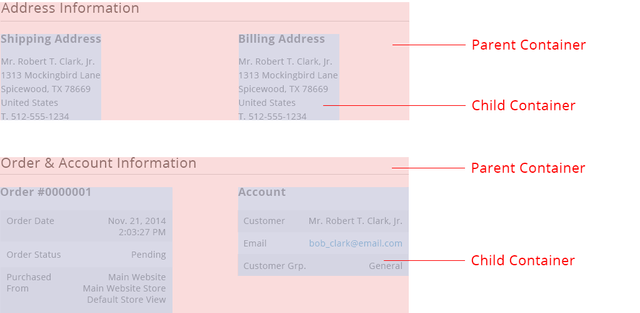 Address Information
Shipping Address
Mr. Robert T. Clark, Jr.
1313 Mockingbird Lane
Spicewood, TX 78669
United States
T. 512-555-1234
Billing Address
Mr. Robert T. Clark, Jr.
1313 Mockingbird Lane
Spicewood, TX 78669
United States
T. 512-555-1234
Parent Container
Child Container
Order & Account Information
Order #0000001
Order Date Nov. 21, 2014
2:03:27 PM
Order Status Pending
Purchased Main Website
From Main Website Store
Default Store View
Account
Customer Mr. Robert T. Clark, Jr.
Email bob_clark@email.com
Customer Grp. General
Parent Container
Child Container